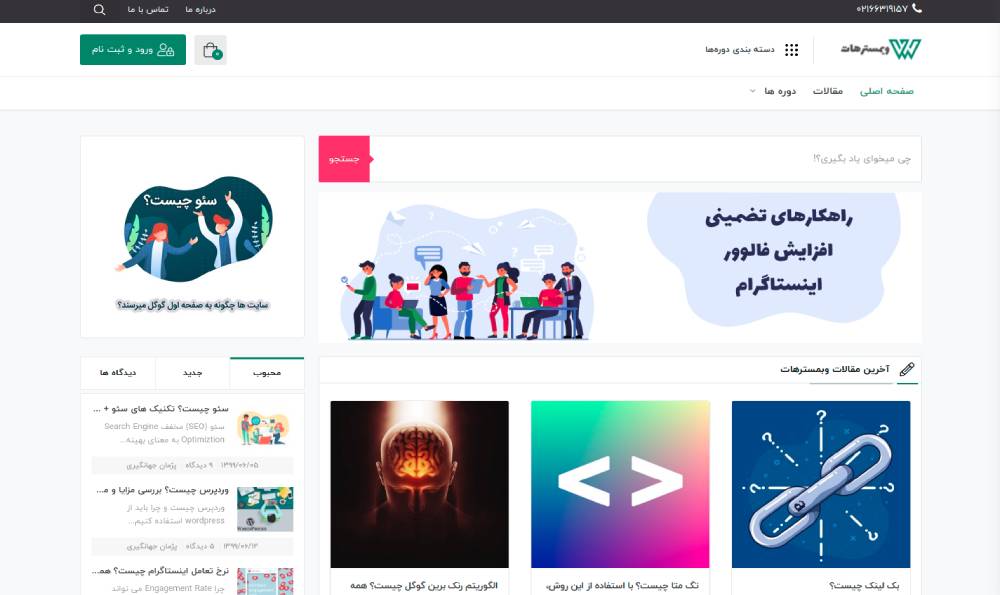 ۰۲۱۶۶۳۱۹۱۵۷
درباره ما
تماس با ما
وبمسترهات
دسته بندی دوره‌ها
۰
ورود و ثبت نام
صفحه اصلی
مقالات
دوره ها
چی میخوای یاد بگیری؟!
جستجو
راهکارهای تضمینی
افزایش فالوور
اینستاگرام
سئو چیست؟
سایت ها چگونه به صفحه اول گوگل میرسند؟
آخرین مقالات وبمسترهات
بک لینک چیست؟
تگ متا چیست؟ با استفاده از این روش،
الگوریتم رنک برین گوگل چیست؟ همه
محبوب
جدید
دیدگاه ها
سئو چیست؟ تکنیک های سئو + ...
سئو (SEO) مخفف Search Engine
Optimiztion به معنای بهینه...
۱۳۹۹/۰۶/۰۵
۹ دیدگاه
پژمان جهانگیری
وردپرس چیست؟ بررسی مزایا و م...
وردپرس چیست و چرا باید از
wordpress استفاده کنیم...
WordPress
۱۳۹۹/۰۶/۱۲
۵ دیدگاه
پژمان جهانگیری
نرخ تعامل اینستاگرام چیست؟ همـ...
چرا Engagement Rate می تواند